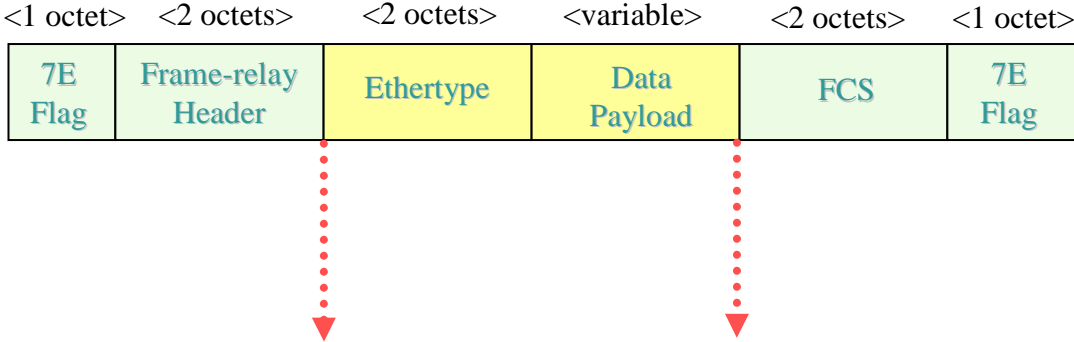 <1 octet> <2 octets> <2 octets> <variable> <2 octets> <1 octet>
7E Flag
Frame-relay Header
Ethertype
Data Payload
FCS
7E Flag